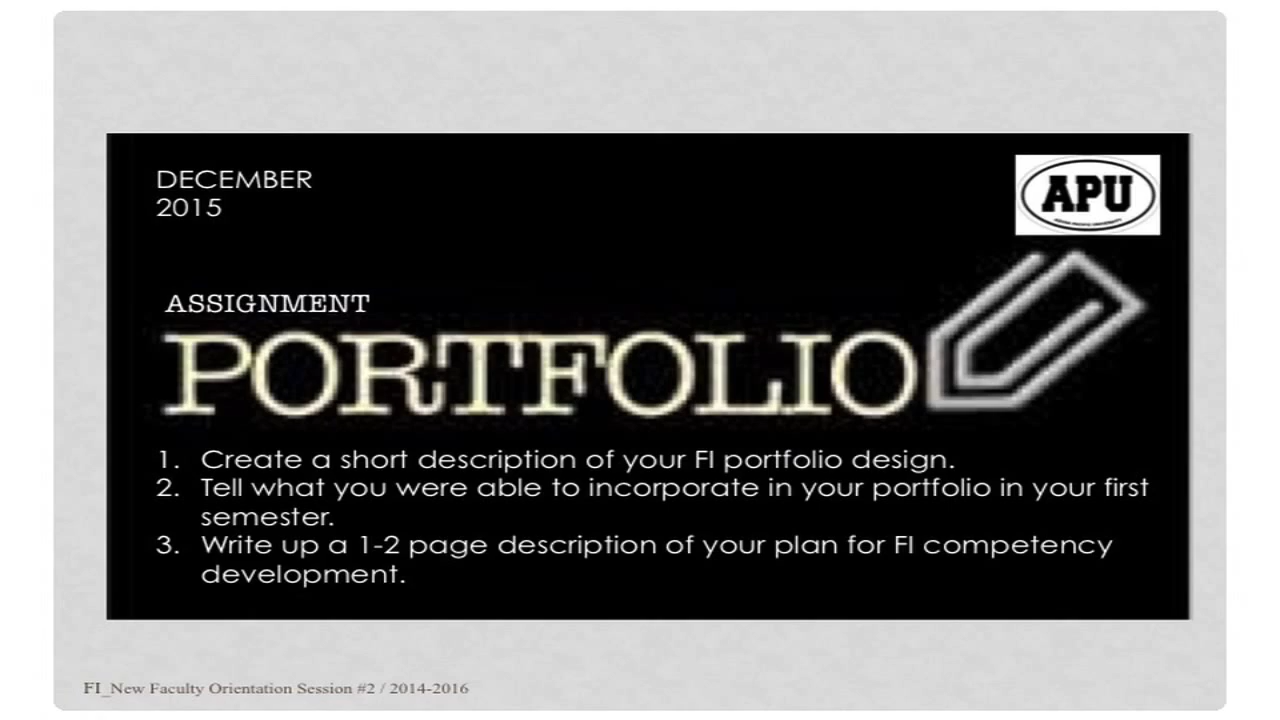 DECEMBER
2015
APU
ASSIGNMENT
PORTFOLIO
1. Create a short description of your FI portfolio design.
2. Tell what you were able to incorporate in your portfolio in your first
semester.
3. Write up a 1-2 page description of your plan for FI competency
development.
FI_New Faculty Orientation Session #2 / 2014-2016